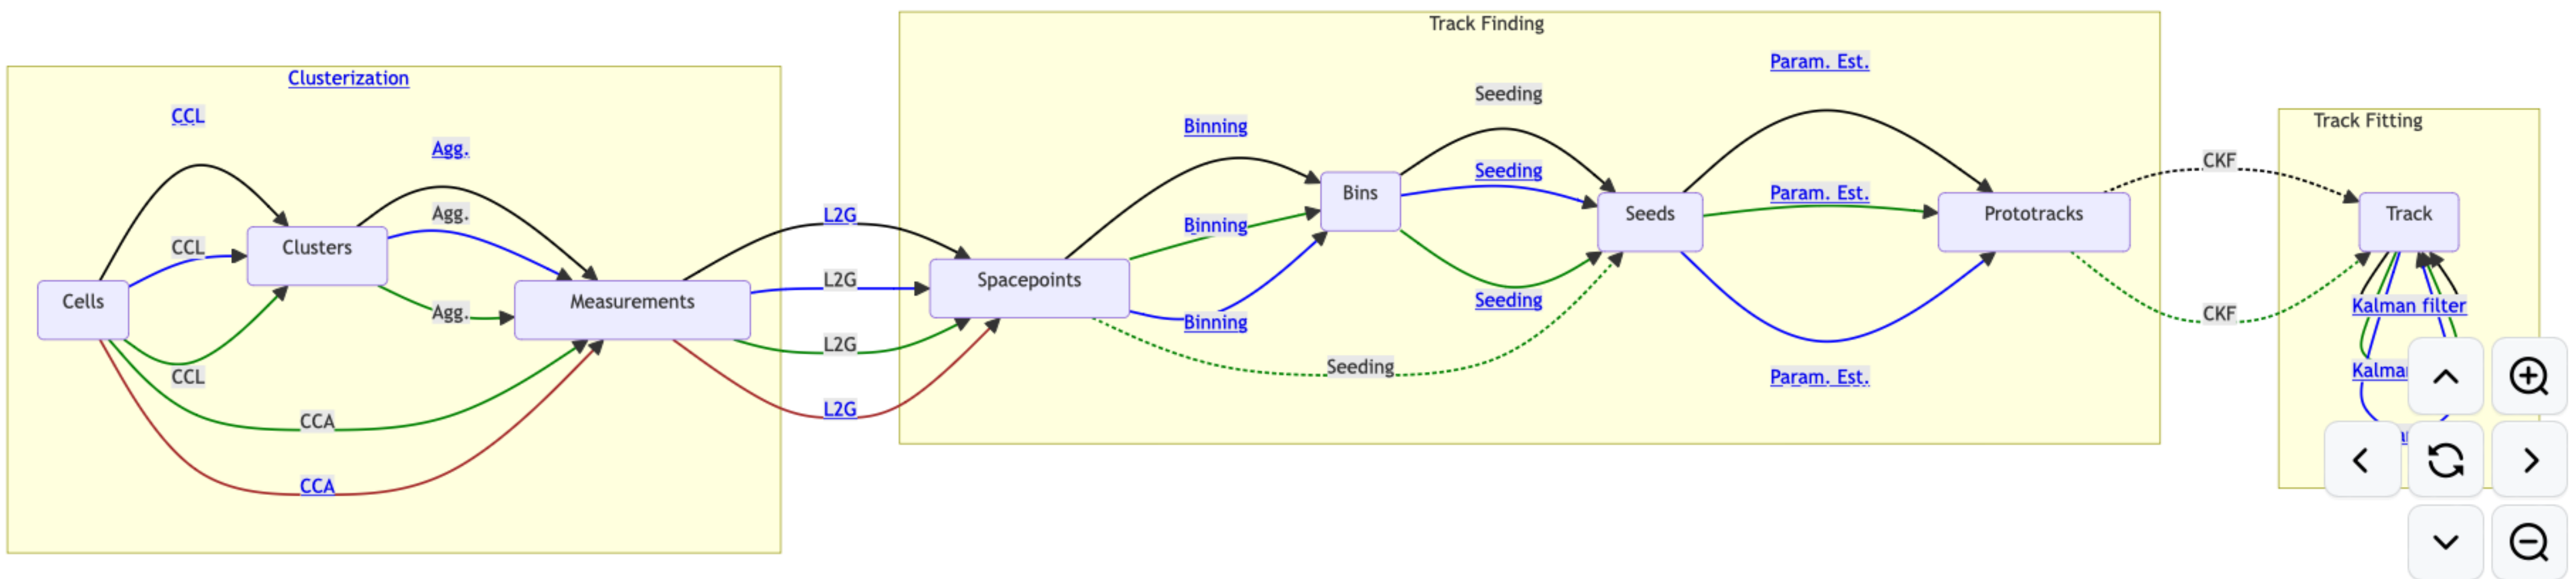 Clusterization
CCL
Agg.
CCL
Agg.
Cells
Clusters
Measurements
CCL
Agg.
CCA
CCA
L2G
L2G
L2G
L2G
Track Finding
Param. Est.
Seeding
Binning
Seeding
Param. Est.
Binning
Bins
Seeds
Prototracks
Spacepoints
Seeding
Binning
Seeding
Param. Est.
CKF
CKF
Track Fitting
Track
Kalman filter